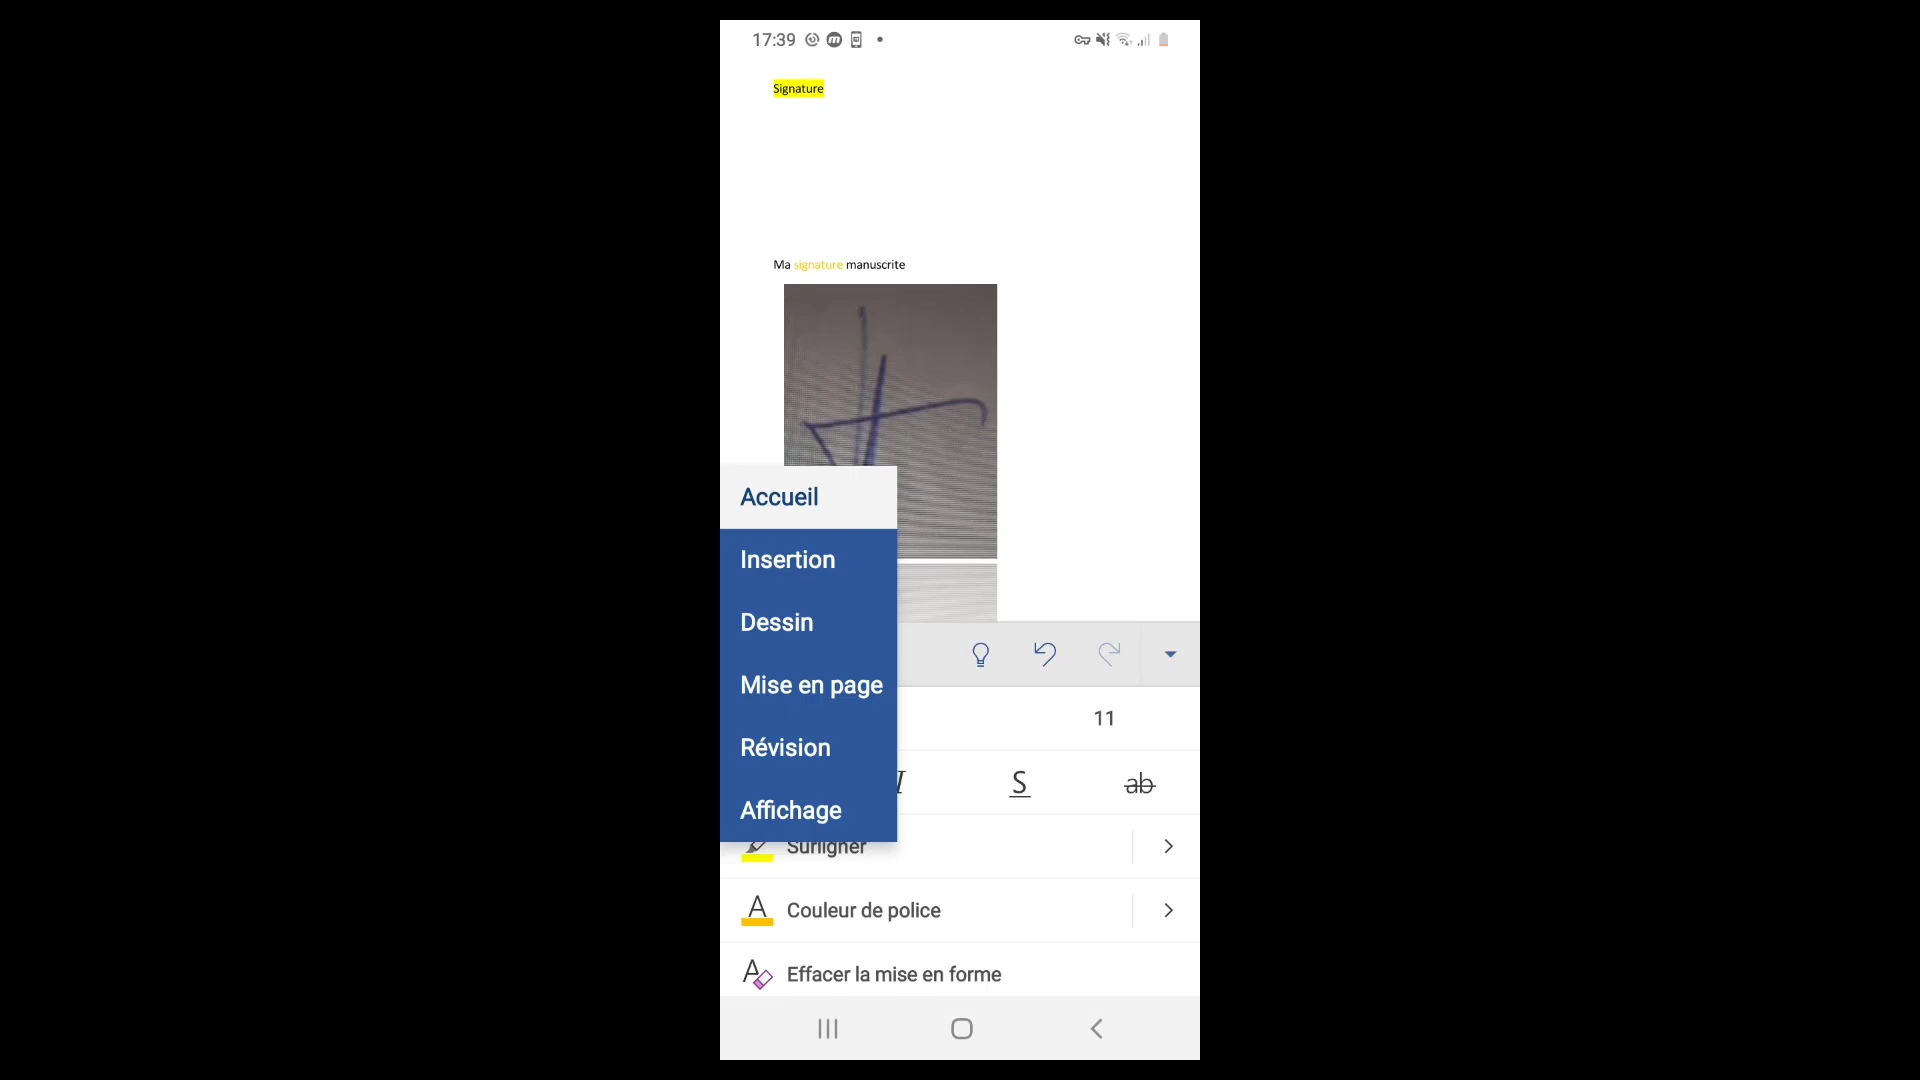 17:39
Signature
Ma signature manuscrite
Accueil
Insertion
Dessin
Mise en page
Révision
Affichage
11
I S ab
Surligner
A Couleur de police
A Effacer la mise en forme